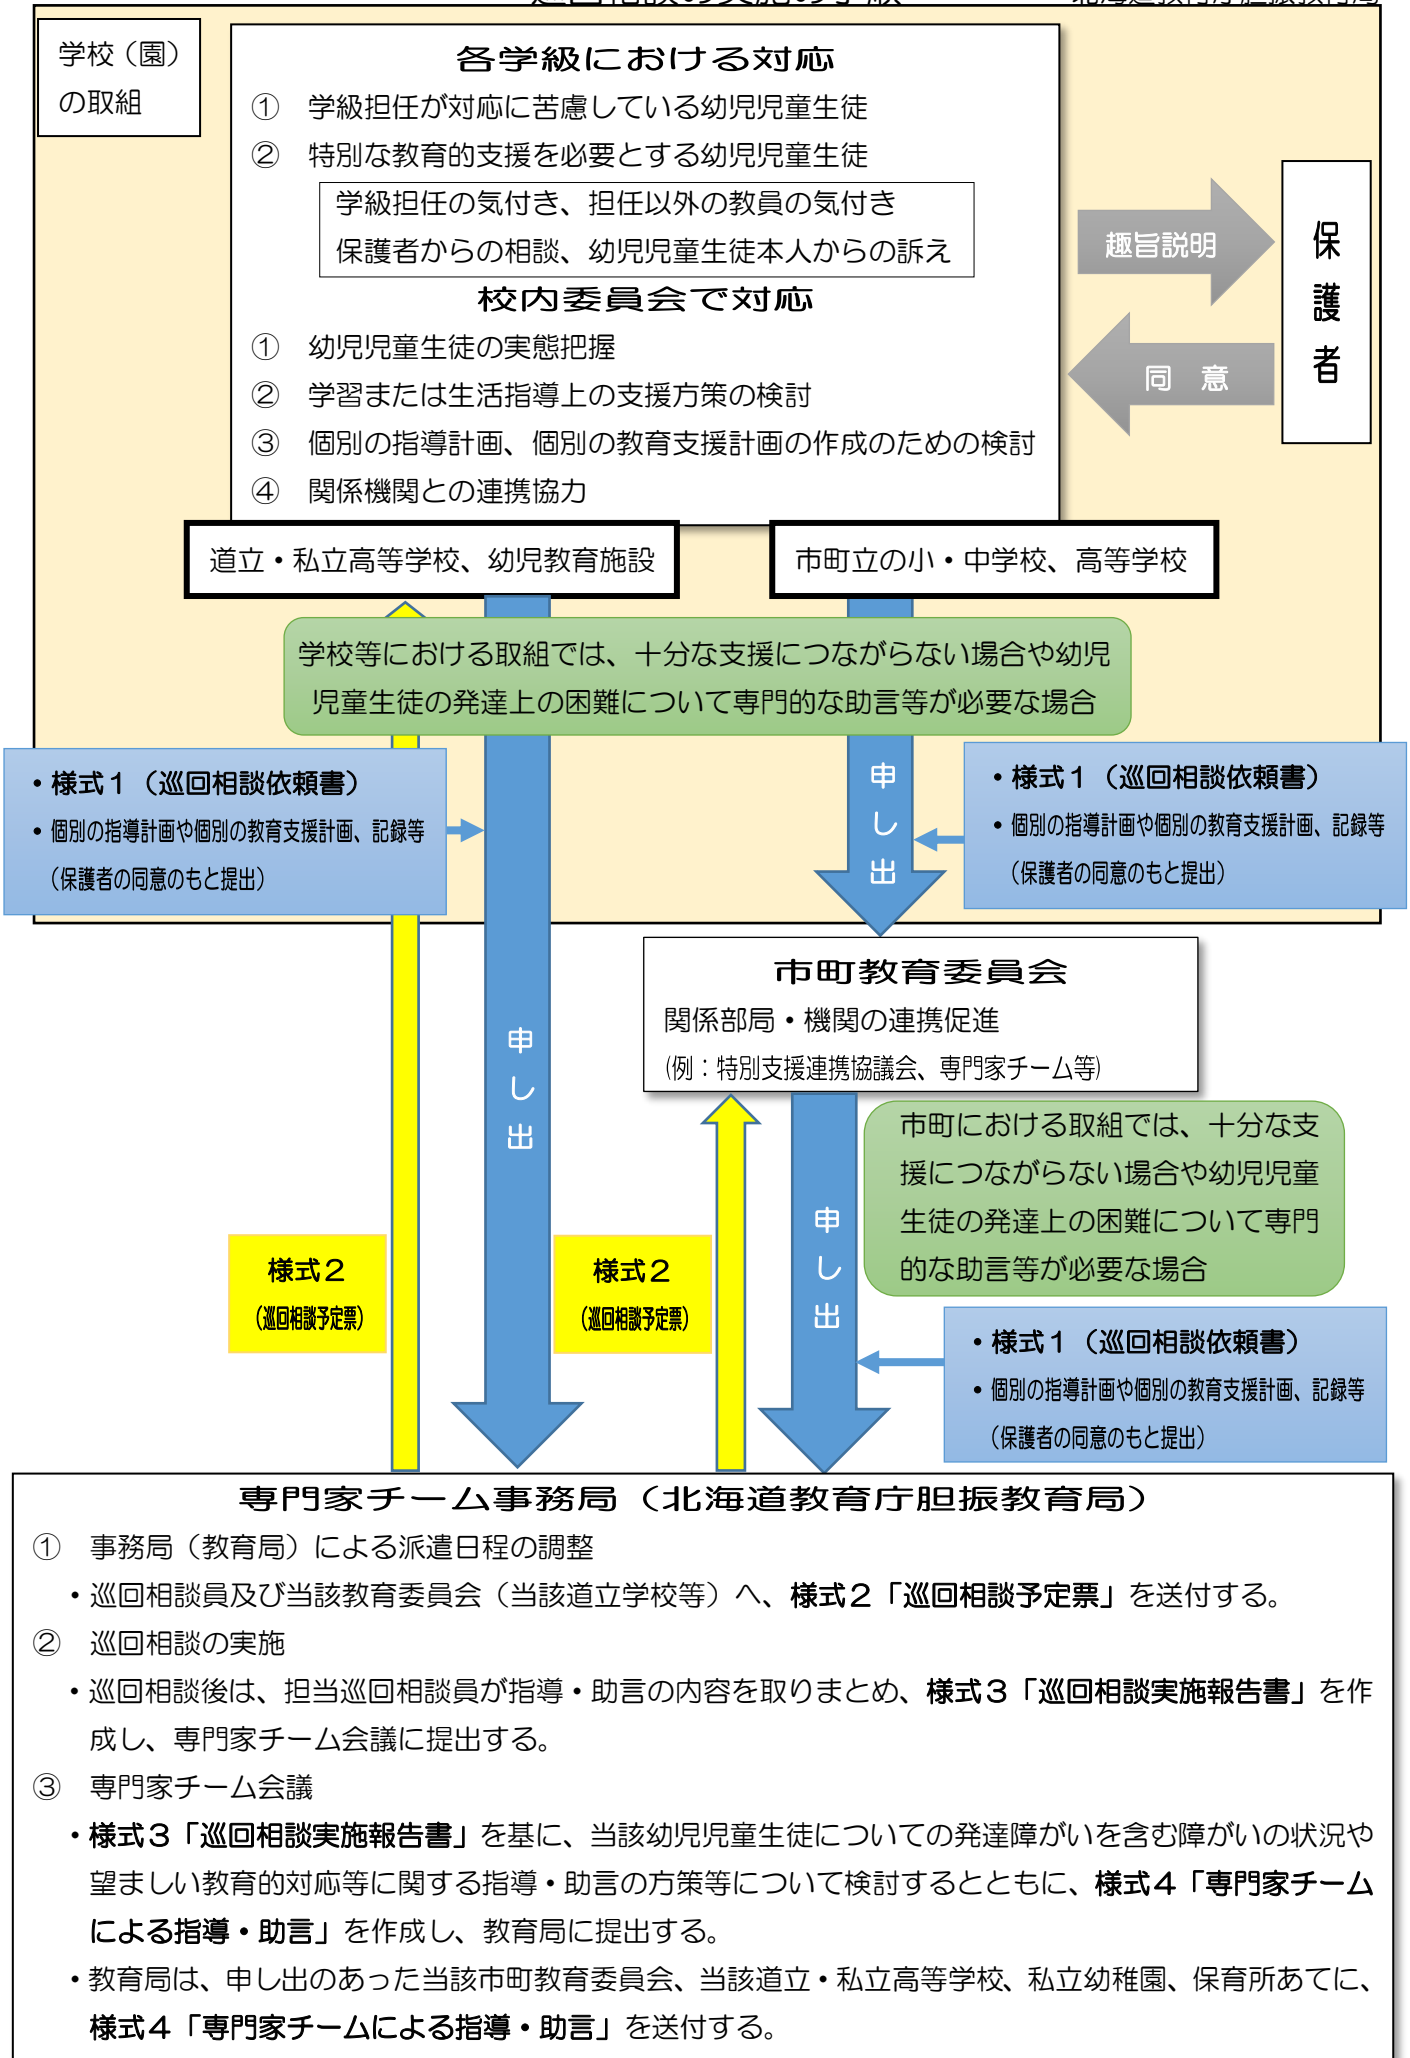 巡回相談の実施の手続
北海道教育庁胆振教育局
学校（園）
の取組
各学級における対応
① 学級担任が対応に苦慮している幼児児童生徒
② 特別な教育的支援を必要とする幼児児童生徒
学級担任の気付き、担任以外の教員の気付き
保護者からの相談、幼児児童生徒本人からの訴え
校内委員会で対応
① 幼児児童生徒の実態把握
② 学習または生活指導上の支援方策の検討
③ 個別の指導計画、個別の教育支援計画の作成のための検討
④ 関係機関との連携協力
趣旨説明
同　意
保護者
道立・私立高等学校、幼児教育施設
市町立の小・中学校、高等学校
学校等における取組では、十分な支援につながらない場合や幼児
児童生徒の発達上の困難について専門的な助言等が必要な場合
・様式１（巡回相談依頼書）
・個別の指導計画や個別の教育支援計画、記録等
（保護者の同意のもと提出）
申し出
・様式１（巡回相談依頼書）
・個別の指導計画や個別の教育支援計画、記録等
（保護者の同意のもと提出）
市町教育委員会
関係部局・機関の連携促進
(例：特別支援連携協議会、専門家チーム等)
申し出
市町における取組では、十分な支
援につながらない場合や幼児児童
生徒の発達上の困難について専門
的な助言等が必要な場合
申し出
様式２
（巡回相談予定票）
様式２
（巡回相談予定票）
・様式１（巡回相談依頼書）
・個別の指導計画や個別の教育支援計画、記録等
（保護者の同意のもと提出）
専門家チーム事務局（北海道教育庁胆振教育局）
① 事務局（教育局）による派遣日程の調整
・巡回相談員及び当該教育委員会（当該道立学校等）へ、様式２「巡回相談予定票」を送付する。
② 巡回相談の実施
・巡回相談後は、担当巡回相談員が指導・助言の内容を取りまとめ、様式３「巡回相談実施報告書」を作
成し、専門家チーム会議に提出する。
③ 専門家チーム会議
・様式３「巡回相談実施報告書」を基に、当該幼児児童生徒についての発達障がいを含む障がいの状況や
望ましい教育的対応等に関する指導・助言の方策等について検討するとともに、様式４「専門家チーム
による指導・助言」を作成し、教育局に提出する。
・教育局は、申し出のあった当該市町教育委員会、当該道立・私立高等学校、私立幼稚園、保育所あてに、
様式４「専門家チームによる指導・助言」を送付する。